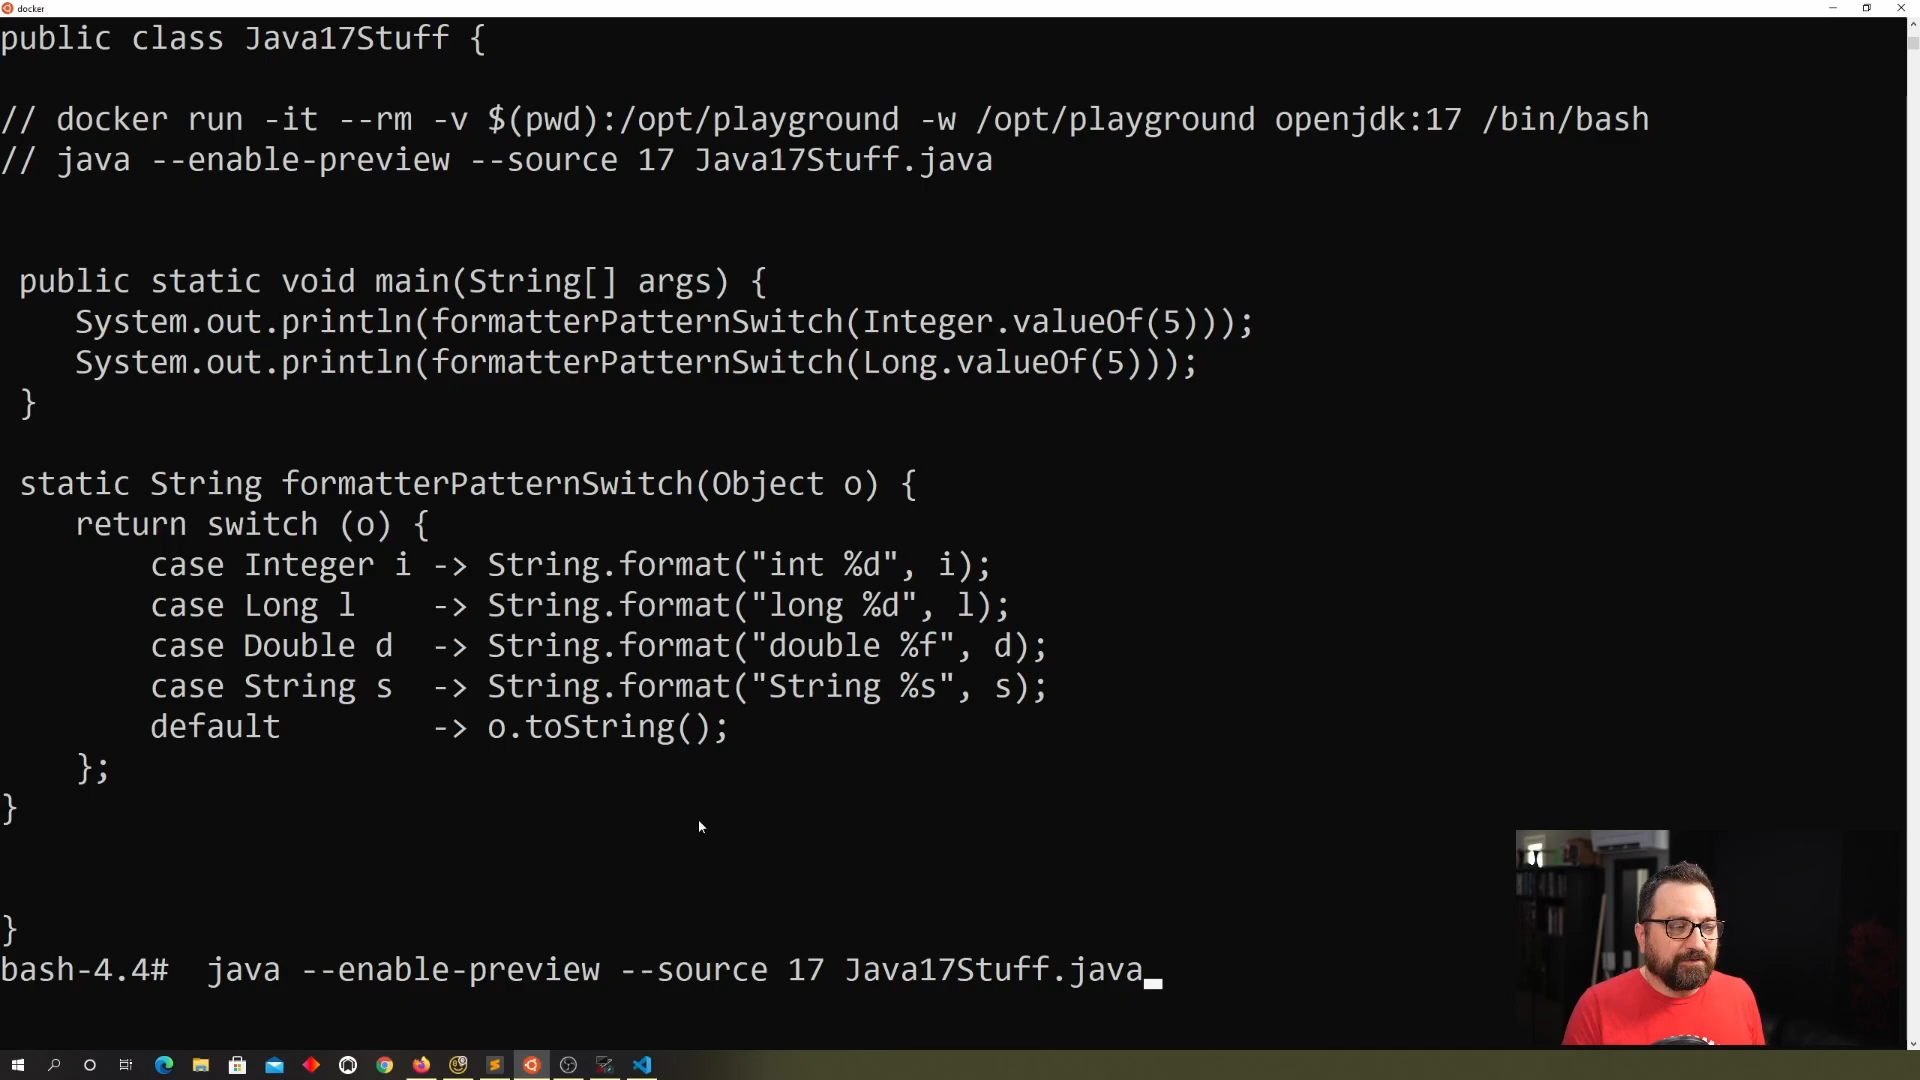 docker
public class Java17Stuff {
// docker run -it --rm -v $(pwd):/opt/playground -w /opt/playground openjdk:17 /bin/bash
// java --enable-preview --source 17 Java17Stuff.java
public static void main(String[] args) {
System.out.println(formatterPatternSwitch(Integer.valueOf(5)));
System.out.println(formatterPatternSwitch(Long.valueOf(5)));
}
static String formatterPatternSwitch(Object o) {
return switch (o) {
case Integer i -> String.format("int %d", i);
case Long l    -> String.format("long %d", l);
case Double d  -> String.format("double %f", d);
case String s  -> String.format("String %s", s);
default        -> o.toString();
};
}
}
bash-4.4#  java --enable-preview --source 17 Java17Stuff.java